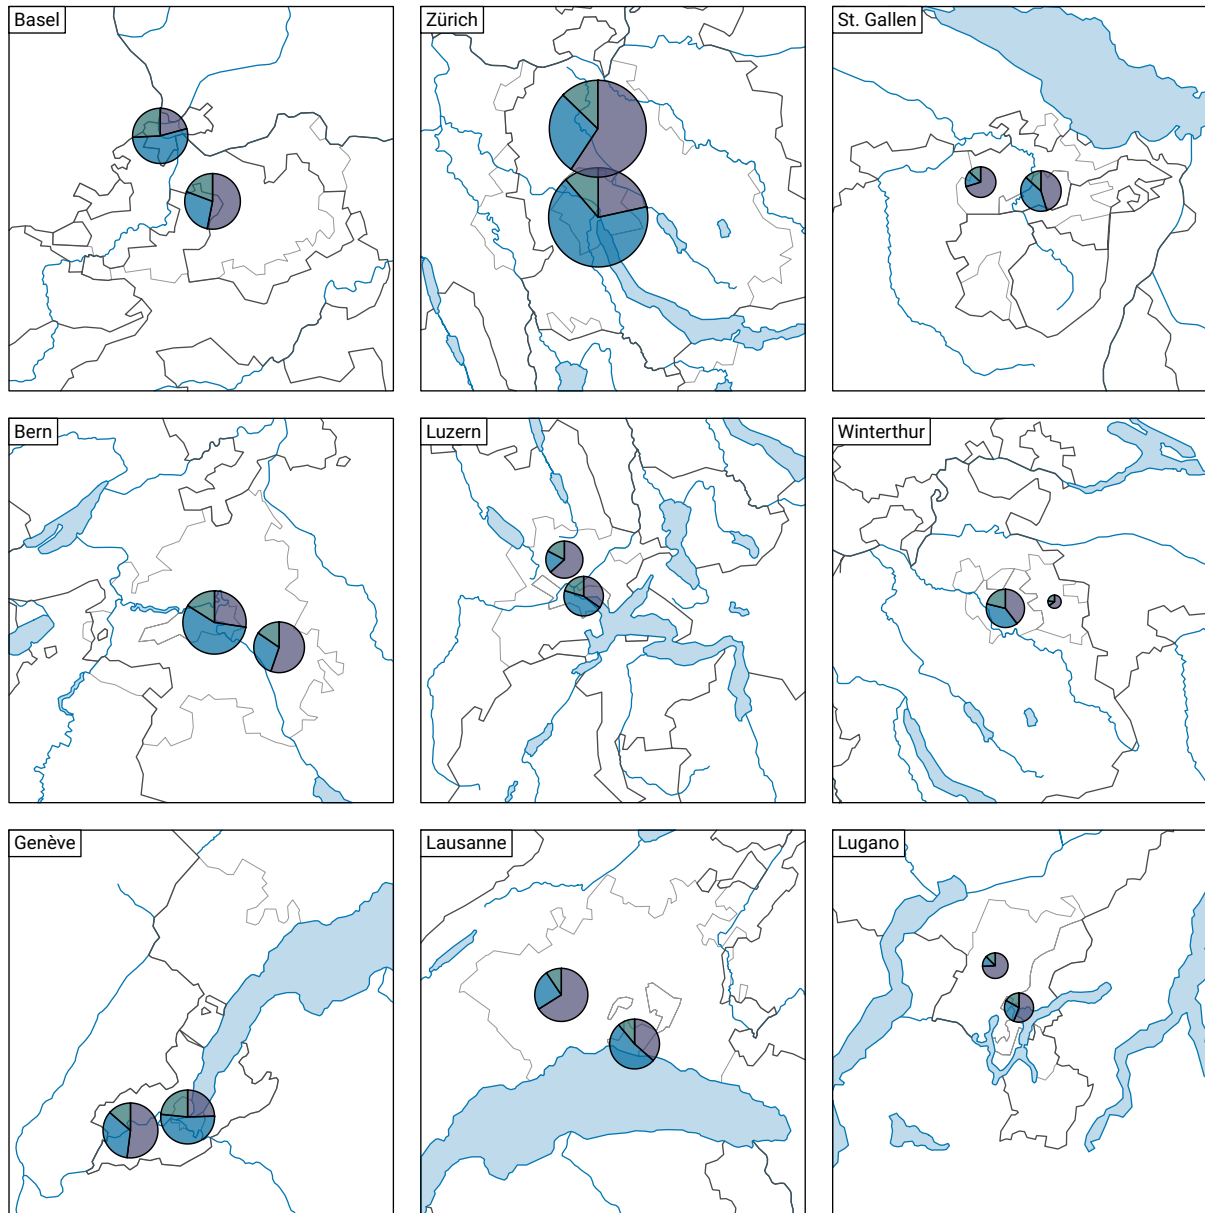 Basel
Zürich
St. Gallen
Bern
Luzern
Winterthur
Genève
Lausanne
Lugano